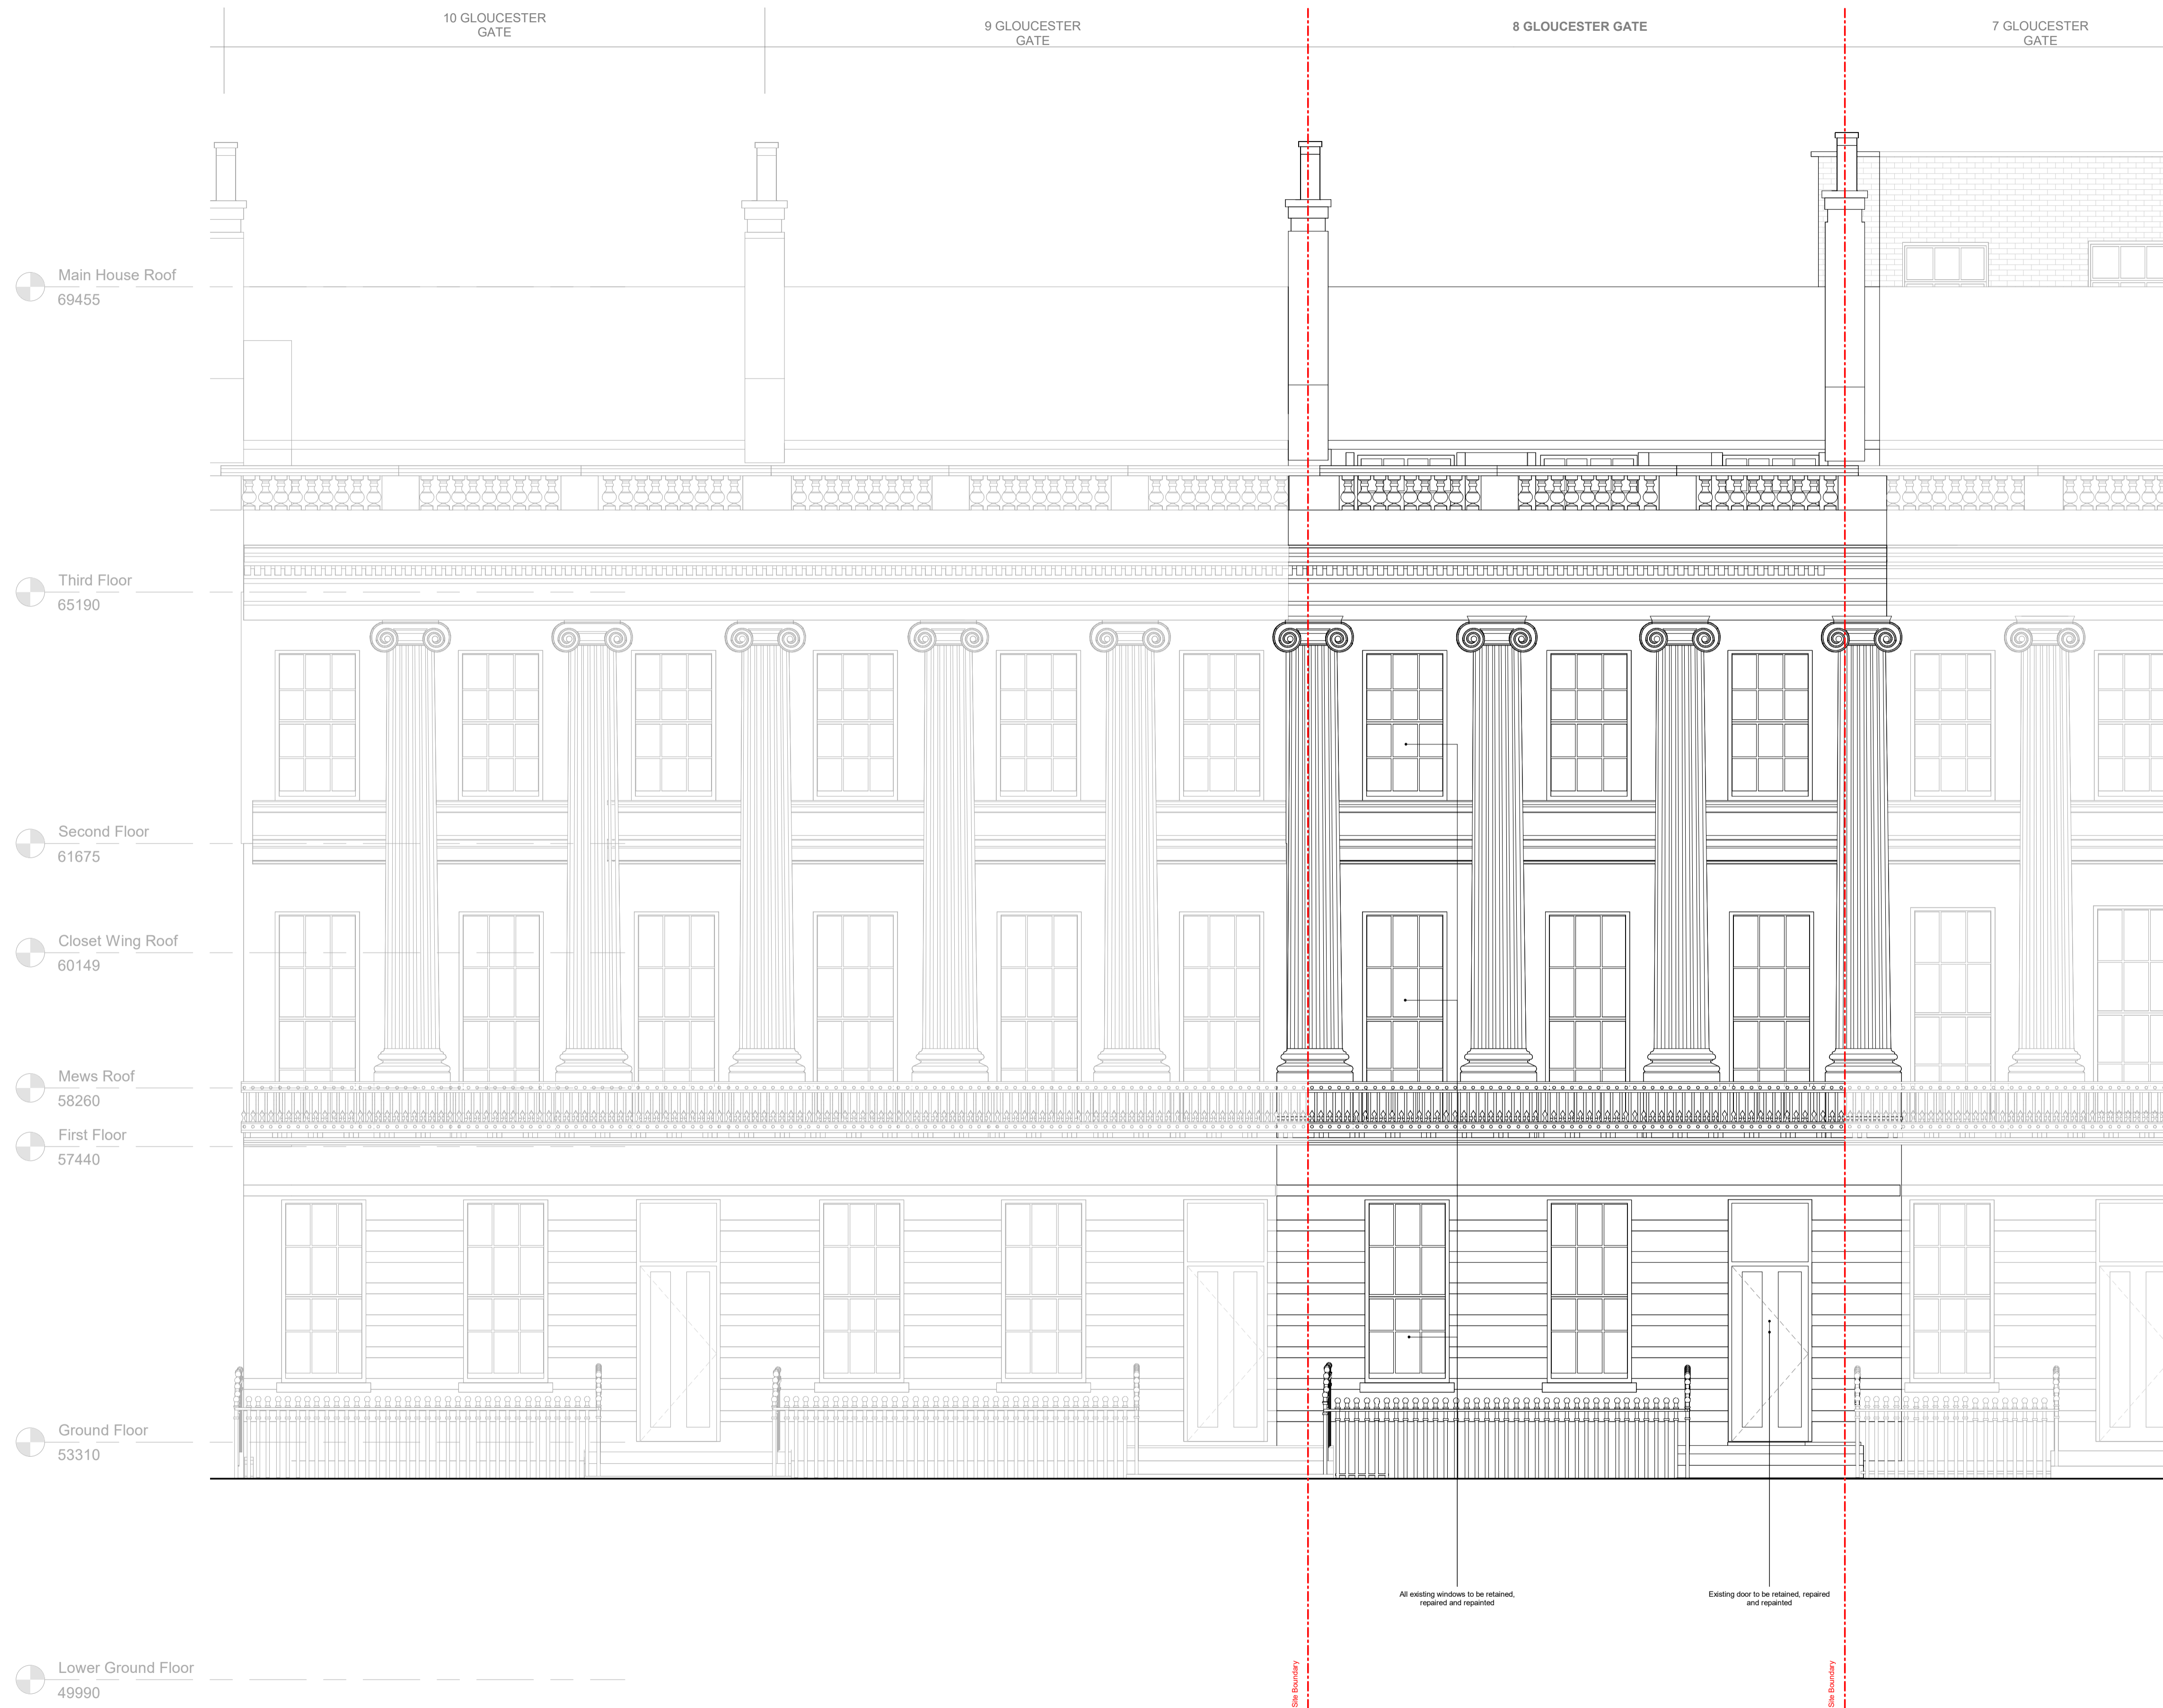 10 GLOUCESTER
GATE
9 GLOUCESTER
GATE
8 GLOUCESTER GATE
7 GLOUCESTER
GATE
Main House Roof
69455
Third Floor
65190
Second Floor
61675
Closet Wing Roof
60149
Mews Roof
58260
First Floor
57440
Ground Floor
53310
All existing windows to be retained,
repaired and repainted
Existing door to be retained, repaired
and repainted
Lower Ground Floor
49990
Site Boundary
Site Boundary